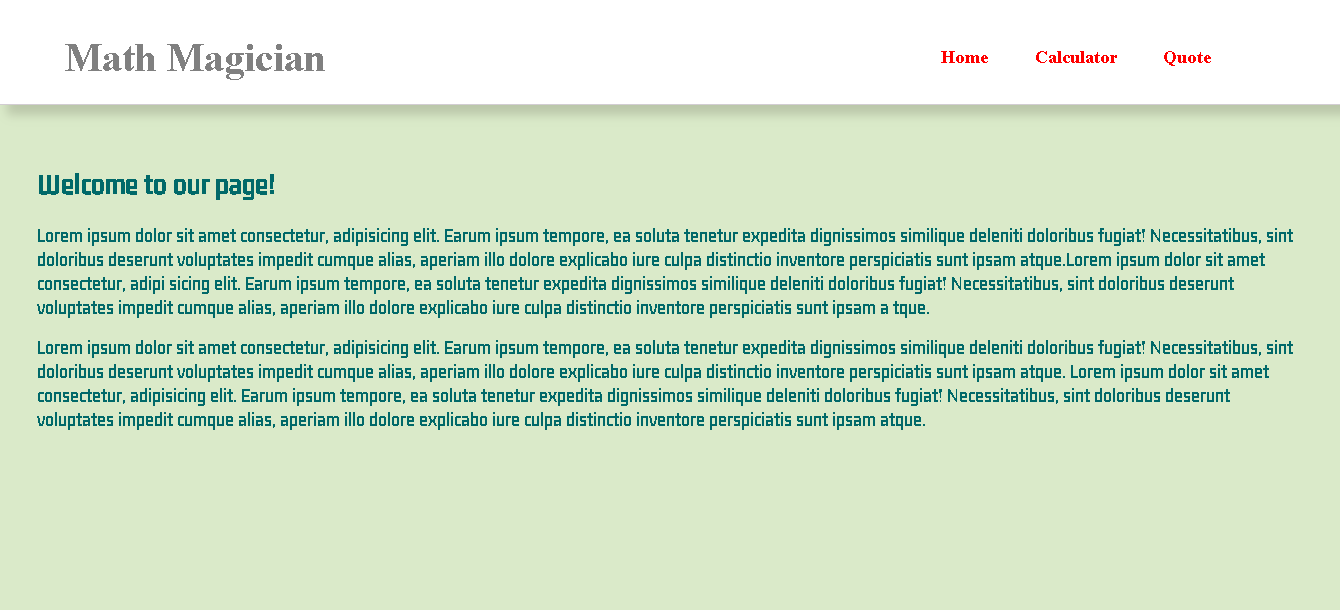 Math Magician
Home Calculator Quote
Welcome to our page!
Lorem ipsum dolor sit amet consectetur, adipisicing elit. Earum ipsum tempore, ea soluta tenetur expedita dignissimos similique deleniti doloribus fugiat! Necessitatibus, sint
doloribus deserunt voluptates impedit cumque alias, aperiam illo dolore explicabo iure culpa distinctio inventore perspiciatis sunt ipsam atque.Lorem ipsum dolor sit amet
consectetur, adipi sicing elit. Earum ipsum tempore, ea soluta tenetur expedita dignissimos similique deleniti doloribus fugiat! Necessitatibus, sint doloribus deserunt
voluptates impedit cumque alias, aperiam illo dolore explicabo iure culpa distinctio inventore perspiciatis sunt ipsam a tque.
Lorem ipsum dolor sit amet consectetur, adipisicing elit. Earum ipsum tempore, ea soluta tenetur expedita dignissimos similique deleniti doloribus fugiat! Necessitatibus, sint
doloribus deserunt voluptates impedit cumque alias, aperiam illo dolore explicabo iure culpa distinctio inventore perspiciatis sunt ipsam atque. Lorem ipsum dolor sit amet
consectetur, adipisicing elit. Earum ipsum tempore, ea soluta tenetur expedita dignissimos similique deleniti doloribus fugiat! Necessitatibus, sint doloribus deserunt
voluptates impedit cumque alias, aperiam illo dolore explicabo iure culpa distinctio inventore perspiciatis sunt ipsam atque.